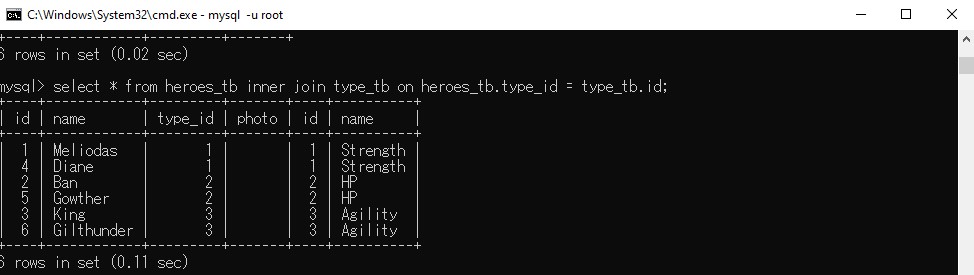 C:\Windows\System32\cmd.exe - mysql -u root
+----+------------+---------+-------+
6 rows in set (0.02 sec)
mysql> select * from heroes_tb inner join type_tb on heroes_tb.type_id = type_tb.id;
+----+------------+---------+-------+----+----------+
| id | name       | type_id | photo | id | name     |
+----+------------+---------+-------+----+----------+
|  1 | Meliodas   |       1 |       |  1 | Strength |
|  4 | Diane      |       1 |       |  1 | Strength |
|  2 | Ban        |       2 |       |  2 | HP       |
|  5 | Gowther    |       2 |       |  2 | HP       |
|  3 | King       |       3 |       |  3 | Agility  |
|  6 | Gilthunder |       3 |       |  3 | Agility  |
+----+------------+---------+-------+----+----------+
6 rows in set (0.11 sec)